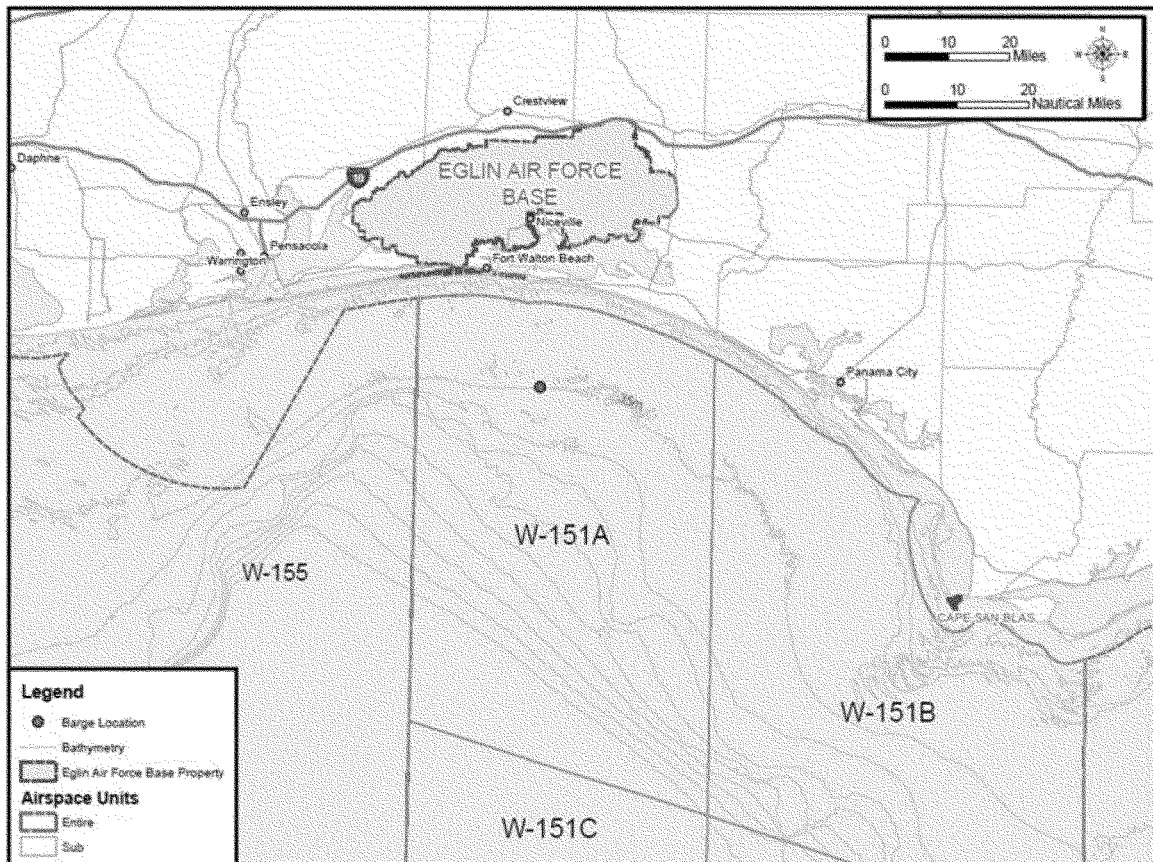 0 10 20
Miles
0 10 20
Nautical Miles
N
Crestview
Daphne
EGLIN AIR FORCE
BASE
Ensley
Niceville
Pensacola
Warrington
Fort Walton Beach
Panama City
W-151A
W-155
CAPE SAN BLAS
W-151B
W-151C
Legend
Barge Location
Bathymetry
Eglin Air Force Base Property
Airspace Units
Entire
Sub